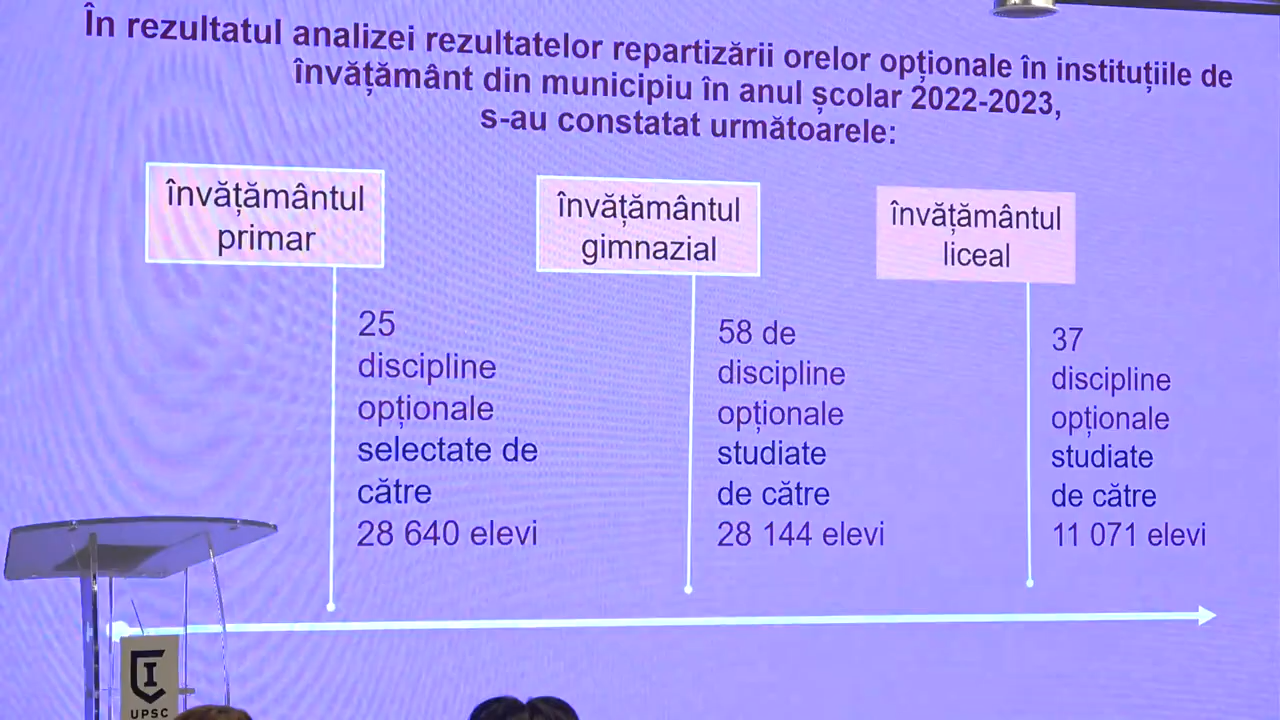 În rezultatul analizei rezultatelor repartizării orelor opționale în instituțiile de
învățământ din municipiu în anul școlar 2022-2023,
s-au constatat următoarele:
învățământul
primar
25
discipline
opționale
selectate de
către
28 640 elevi
învățământul
gimnazial
58 de
discipline
opționale
studiate
de către
28 144 elevi
învățământul
liceal
37
discipline
opționale
studiate
de către
11 071 elevi
UPSC